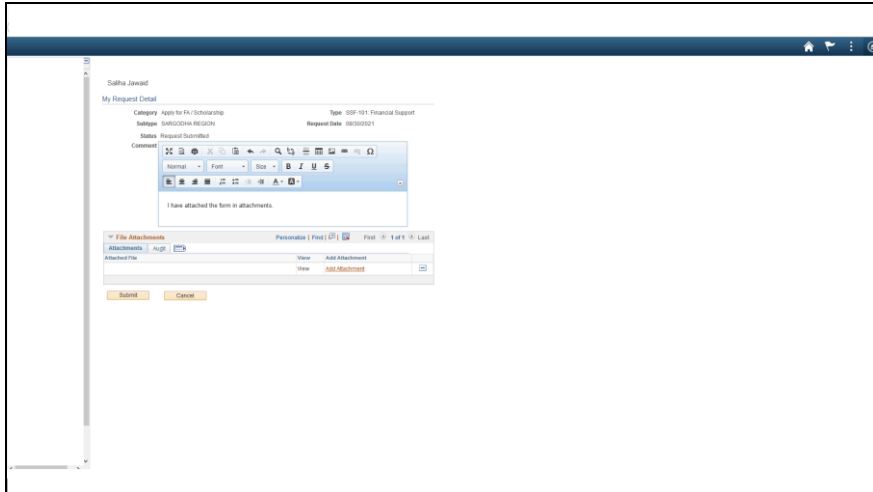 Saliha Jawaid
My Request Detail
Category Apply for FA / Scholarship Type SSF-101: Financial Support
Subtype SARGODHA REGION Request Date 08/30/2021
Status Request Submitted
Comment
Normal Font Size B I U S
I have attached the form in attachments.
File Attachments Personalize | Find | First 1 of 1 Last
Attachments Audit
Attached File View Add Attachment
View Add Attachment
Submit Cancel